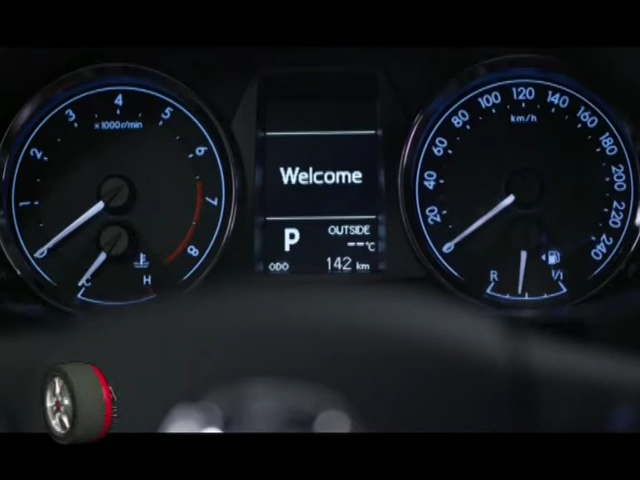 4
3
5
x1000r/min
2
6
1
7
0
8
C
H
Welcome
P
OUTSIDE
--- °C
ODO 142 km
120
100
140
80
km/h
160
60
180
40
200
20
220
0
240
R
1/1